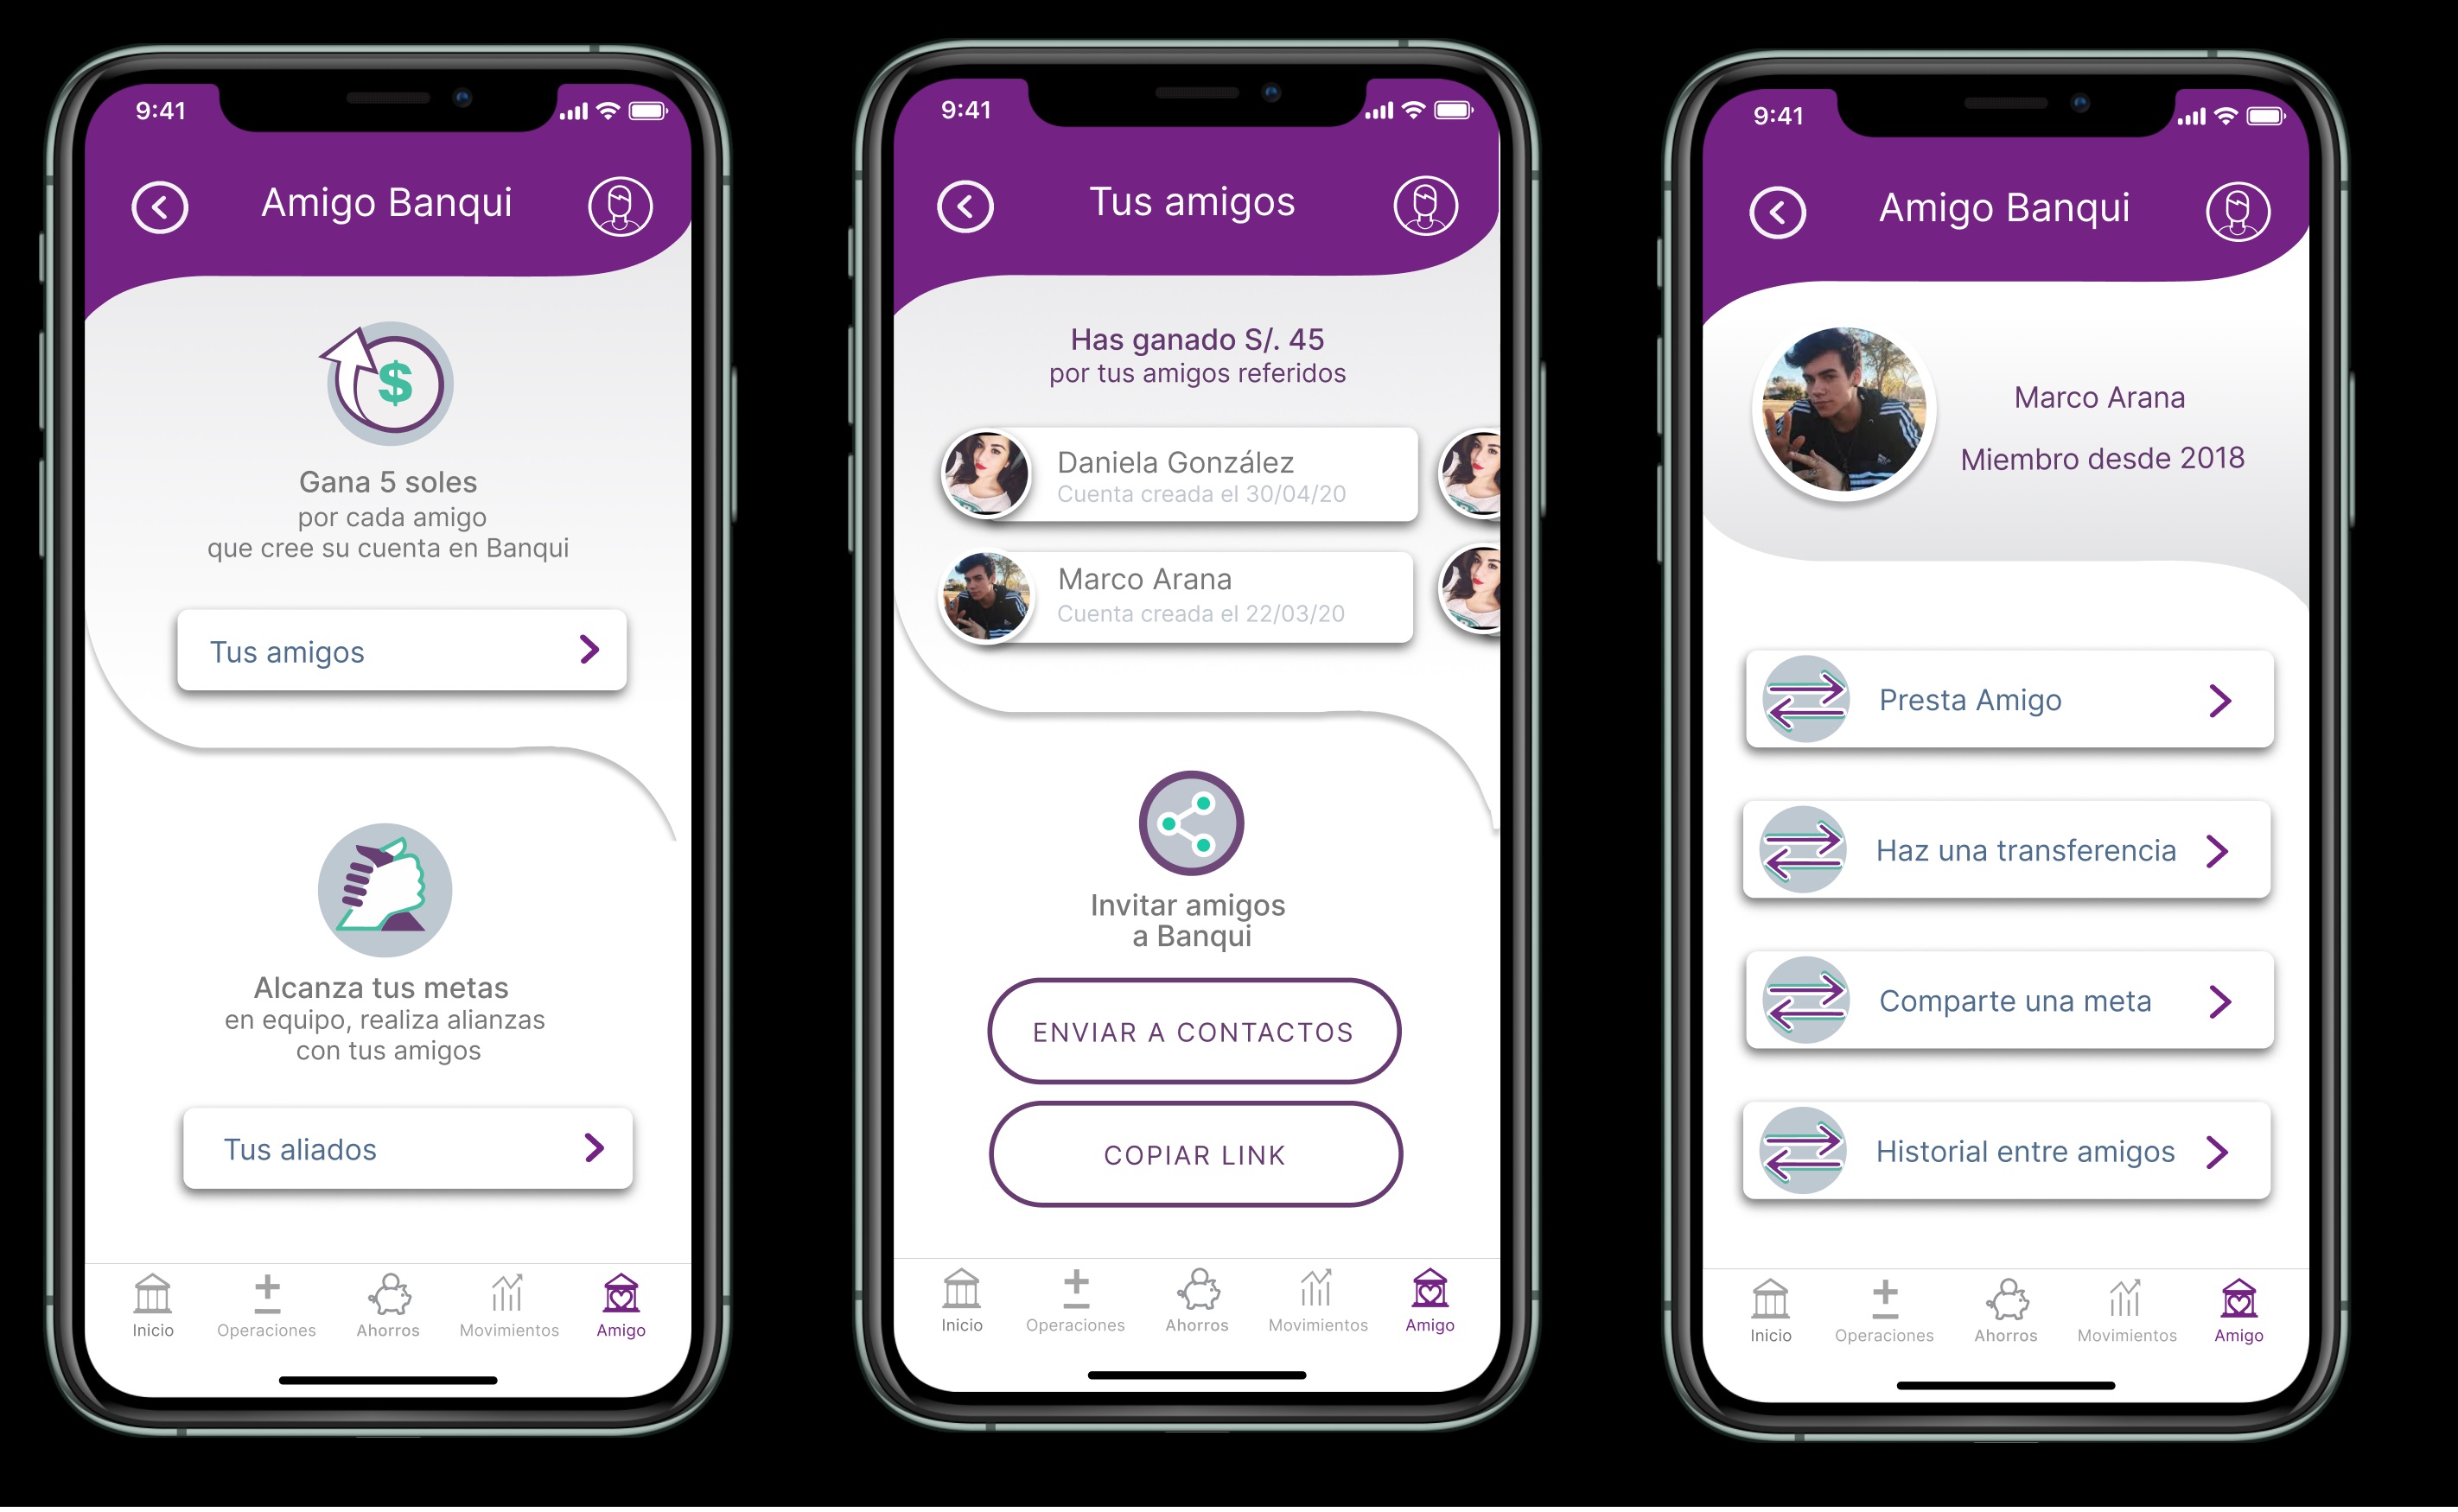 9:41
Amigo Banqui
$
Gana 5 soles
por cada amigo
que cree su cuenta en Banqui
Tus amigos
Alcanza tus metas
en equipo, realiza alianzas
con tus amigos
Tus aliados
Inicio
Operaciones
Ahorros
Movimientos
Amigo
9:41
Tus amigos
Has ganado S/. 45
por tus amigos referidos
Daniela González
Cuenta creada el 30/04/20
Marco Arana
Cuenta creada el 22/03/20
Invitar amigos
a Banqui
ENVIAR A CONTACTOS
COPIAR LINK
Inicio
Operaciones
Ahorros
Movimientos
Amigo
9:41
Amigo Banqui
Marco Arana
Miembro desde 2018
Presta Amigo
Haz una transferencia
Comparte una meta
Historial entre amigos
Inicio
Operaciones
Ahorros
Movimientos
Amigo